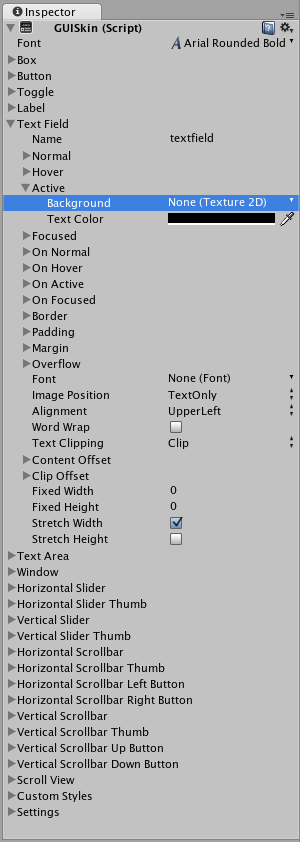 Inspector
GUISkin (Script)
Font Arial Rounded Bold
Box
Button
Toggle
Label
Text Field
Name textfield
Normal
Hover
Active
Background None (Texture 2D)
Text Color
Focused
On Normal
On Hover
On Active
On Focused
Border
Padding
Margin
Overflow
Font None (Font)
Image Position TextOnly
Alignment UpperLeft
Word Wrap
Text Clipping Clip
Content Offset
Clip Offset
Fixed Width 0
Fixed Height 0
Stretch Width
Stretch Height
Text Area
Window
Horizontal Slider
Horizontal Slider Thumb
Vertical Slider
Vertical Slider Thumb
Horizontal Scrollbar
Horizontal Scrollbar Thumb
Horizontal Scrollbar Left Button
Horizontal Scrollbar Right Button
Vertical Scrollbar
Vertical Scrollbar Thumb
Vertical Scrollbar Up Button
Vertical Scrollbar Down Button
Scroll View
Custom Styles
Settings